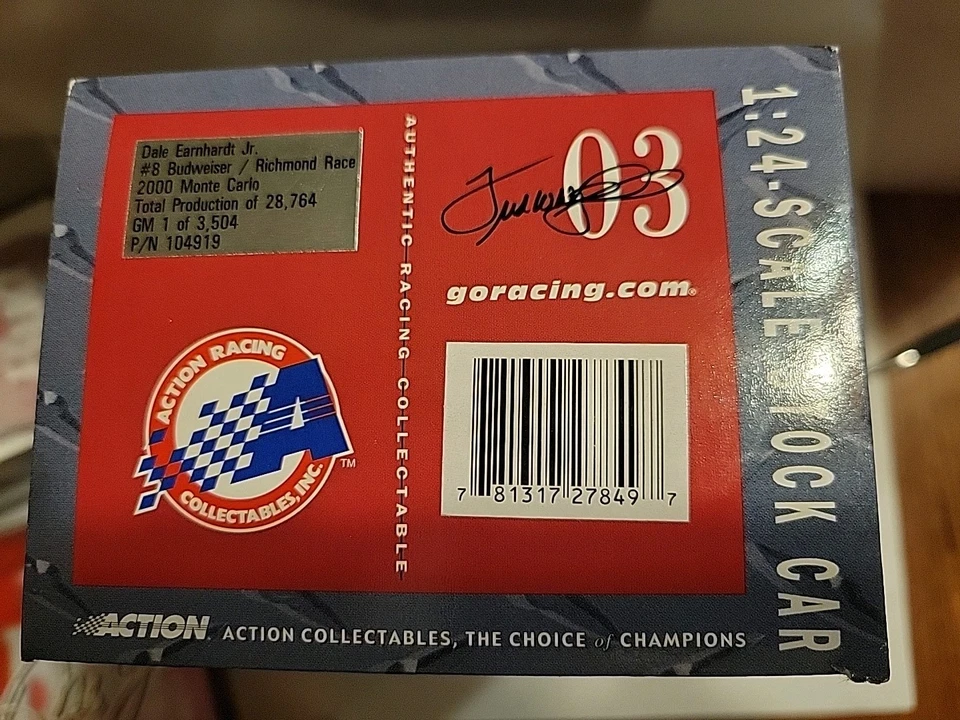 Dale Earnhardt Jr.
#8 Budweiser / Richmond Race
2000 Monte Carlo
Total Production of 28,764
GM 1 of 3,504
P/N 104919
AUTHENTIC RACING COLLECTABLE
03
goracing.com®
ACTION RACING
COLLECTABLES, INC.
TM
7 81317 27849 7
1:24-SCALE STOCK CAR
ACTION. ACTION COLLECTABLES, THE CHOICE of CHAMPIONS